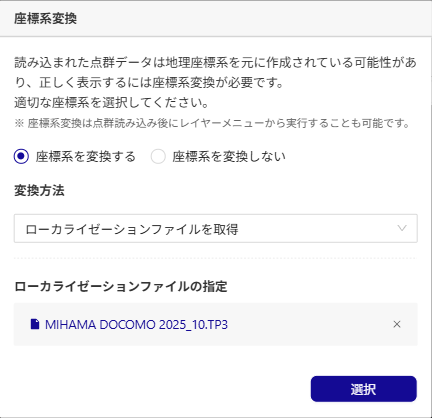 座標系変換
読み込まれた点群データは地理座標系を元に作成されている可能性があ
り、正しく表示するには座標系変換が必要です。
適切な座標系を選択してください。
※ 座標系変換は点群読み込み後にレイヤーメニューから実行することも可能です。
座標系を変換する 座標系を変換しない
変換方法
ローカライゼーションファイルを取得
ローカライゼーションファイルの指定
MIHAMA DOCOMO 2025_10.TP3
選択